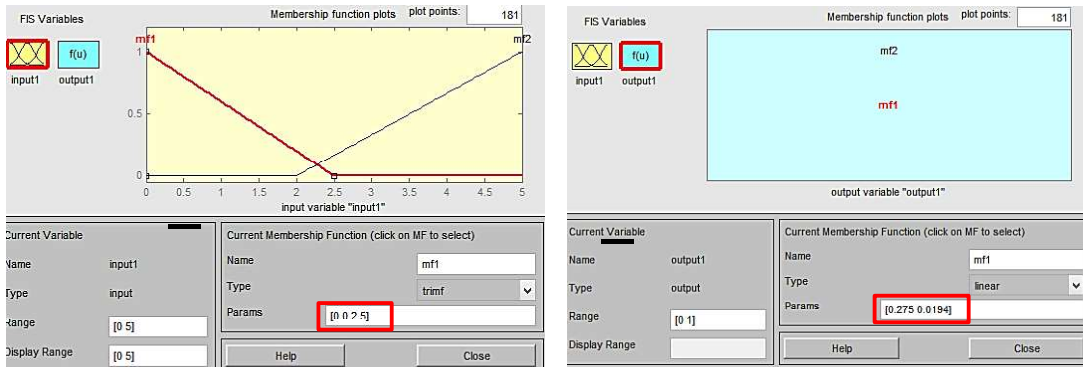 FIS Variables
Membership function plots plot points: 181
f(u)
input1 output1
mf1
mf2
1
0.5
0
0 0.5 1 1.5 2 2.5 3 3.5 4 4.5 5
input variable "input1"
Current Variable
Name input1
Type input
Range [0 5]
Display Range [0 5]
Current Membership Function (click on MF to select)
Name mf1
Type trimf
Params [0 0 2.5]
Help Close
FIS Variables
Membership function plots plot points: 181
f(u)
input1 output1
mf2
mf1
output variable "output1"
Current Variable
Name output1
Type output
Range [0 1]
Display Range
Current Membership Function (click on MF to select)
Name mf1
Type linear
Params [0.275 0.0194]
Help Close